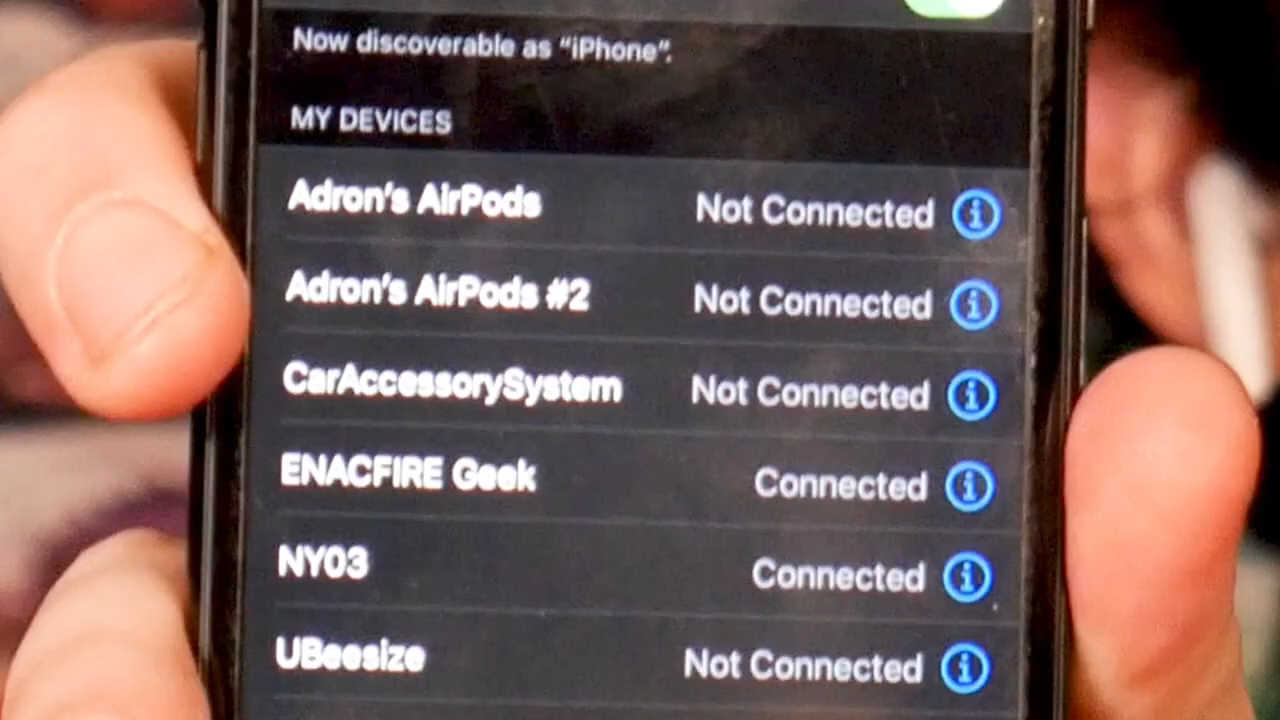 Now discoverable as “iPhone”.
MY DEVICES
Adron's AirPods Not Connected
Adron's AirPods #2 Not Connected
CarAccessorySystem Not Connected
ENACFIRE Geek Connected
NY03 Connected
UBeesize Not Connected